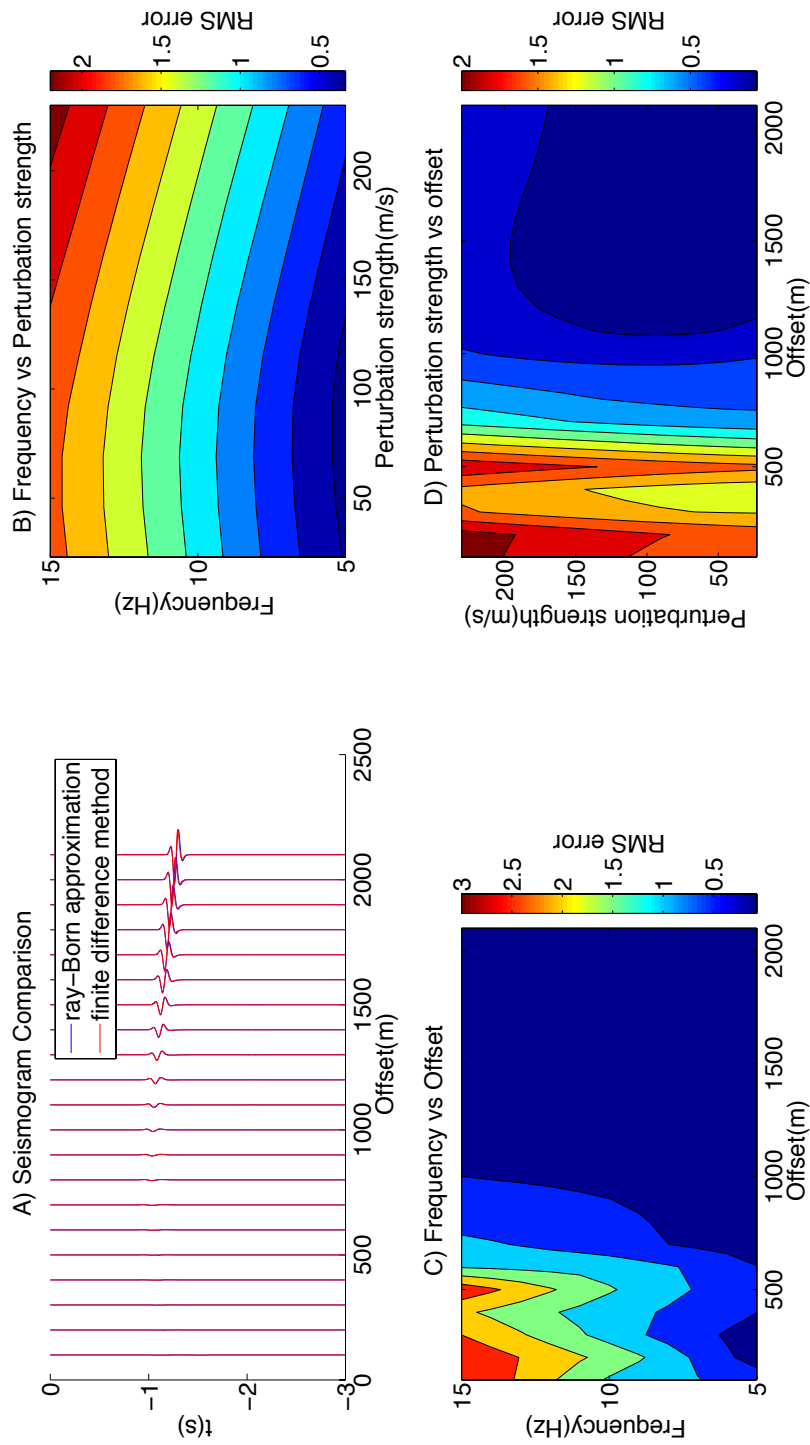 A) Seismogram Comparison
ray−Born approximation
finite difference method
t(s)
0
−1
−2
−3
0
500
1000
1500
2000
2500
Offset(m)
B) Frequency vs Perturbation strength
Frequency(Hz)
15
10
5
50
100
150
200
Perturbation strength(m/s)
2
1.5
1
0.5
RMS error
C) Frequency vs Offset
Frequency(Hz)
15
10
5
500
1000
1500
2000
Offset(m)
3
2.5
2
1.5
1
0.5
RMS error
D) Perturbation strength vs offset
Perturbation strength(m/s)
200
150
100
50
500
1000
1500
2000
Offset(m)
2
1.5
1
0.5
RMS error